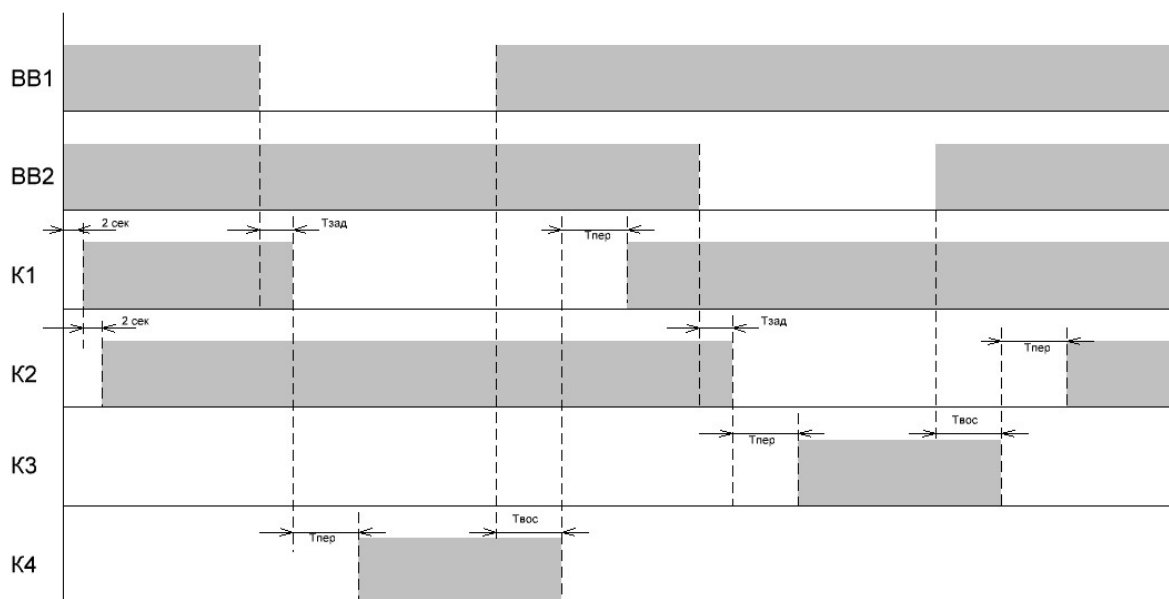 ВВ1
ВВ2
2 сек
Тзад
Тпер
К1
2 сек
Тзад
Тпер
К2
Тпер
Твос
К3
Тпер
Твос
К4